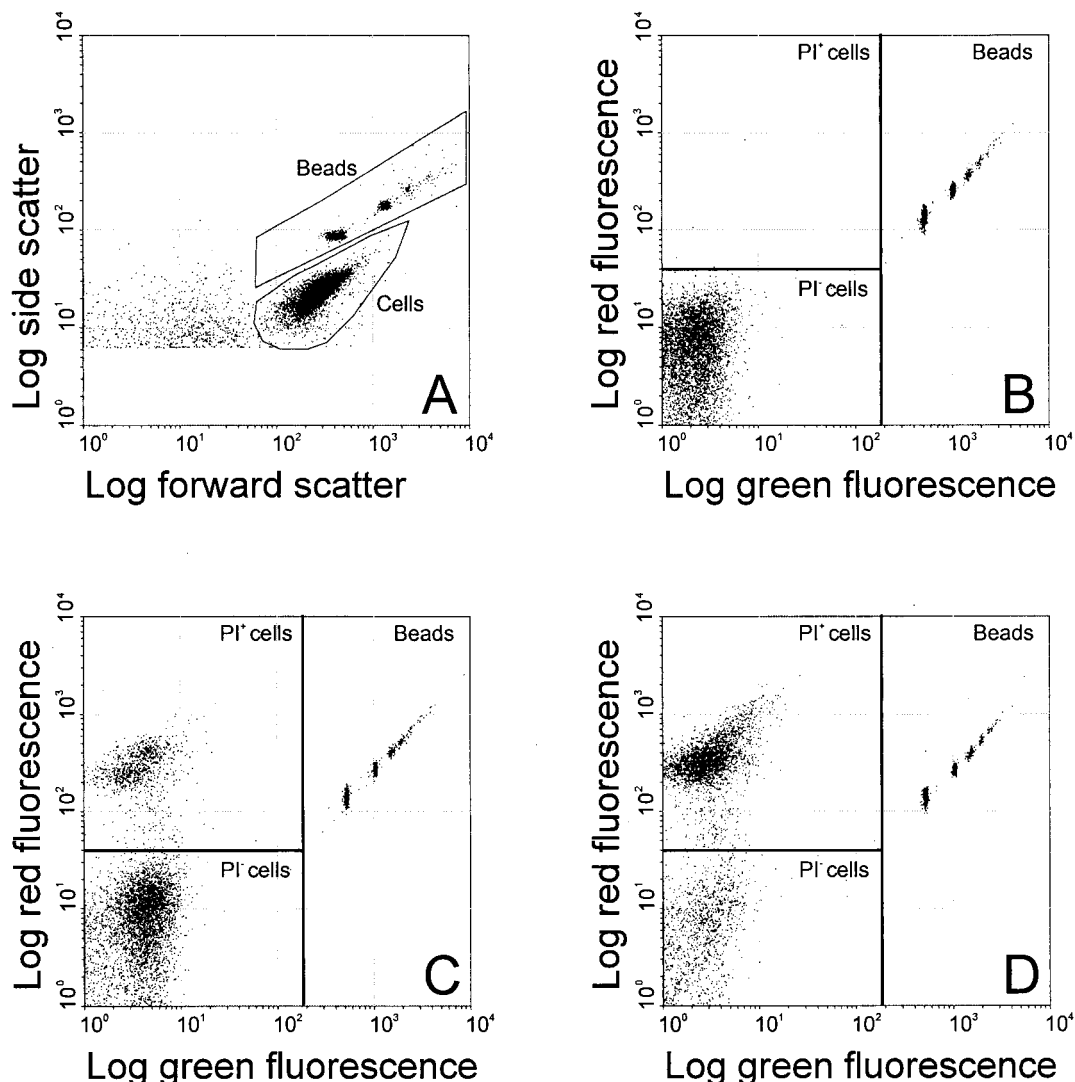 10⁴
10³
10²
10¹
10⁰
Log side scatter
Beads
Cells
A
10⁰ 10¹ 10² 10³ 10⁴
Log forward scatter
10⁴
10³
10²
10¹
10⁰
Log red fluorescence
PI⁺ cells
Beads
PI⁻ cells
B
10⁰ 10¹ 10² 10³ 10⁴
Log green fluorescence
10⁴
10³
10²
10¹
10⁰
Log red fluorescence
PI⁺ cells
Beads
PI⁻ cells
C
10⁰ 10¹ 10² 10³ 10⁴
Log green fluorescence
10⁴
10³
10²
10¹
10⁰
Log red fluorescence
PI⁺ cells
Beads
PI⁻ cells
D
10⁰ 10¹ 10² 10³ 10⁴
Log green fluorescence